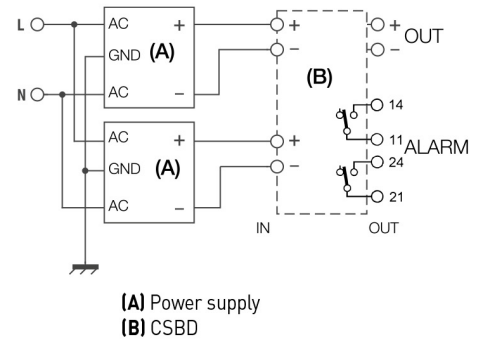 L AC + + + OUT
GND (A) - -
N AC - (B)
14
AC + + 11 ALARM
GND (A) - 24
AC - 21
IN OUT
(A) Power supply
(B) CSBD